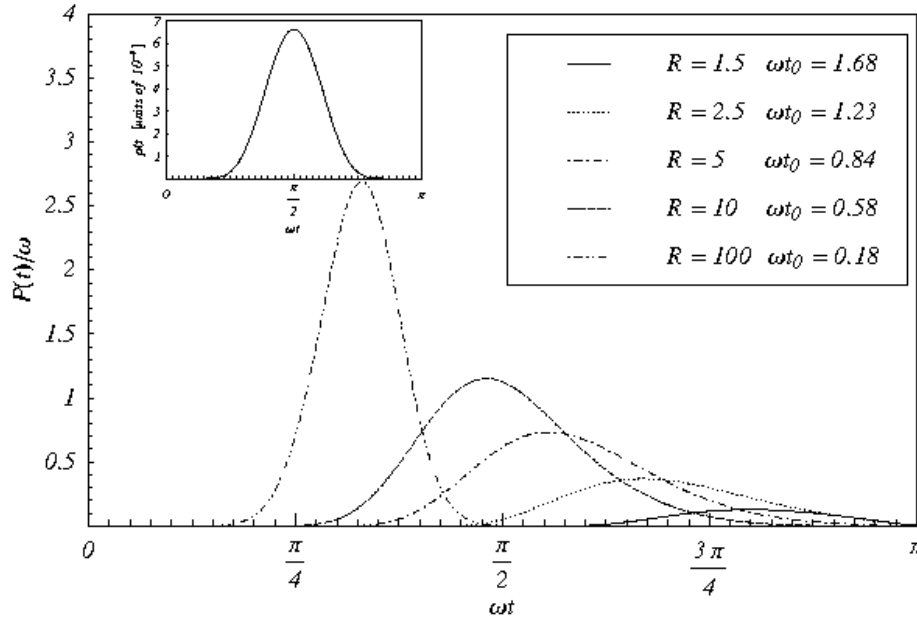 4
3.5
3
2.5
2
1.5
1
0.5
P(t)/ω
0
π/4
π/2
3π/4
π
ωt
7
6
5
4
3
2
1
[units of
0
π/2
π
ωt
R = 1.5 ωt₀ = 1.68
R = 2.5 ωt₀ = 1.23
R = 5 ωt₀ = 0.84
R = 10 ωt₀ = 0.58
R = 100 ωt₀ = 0.18